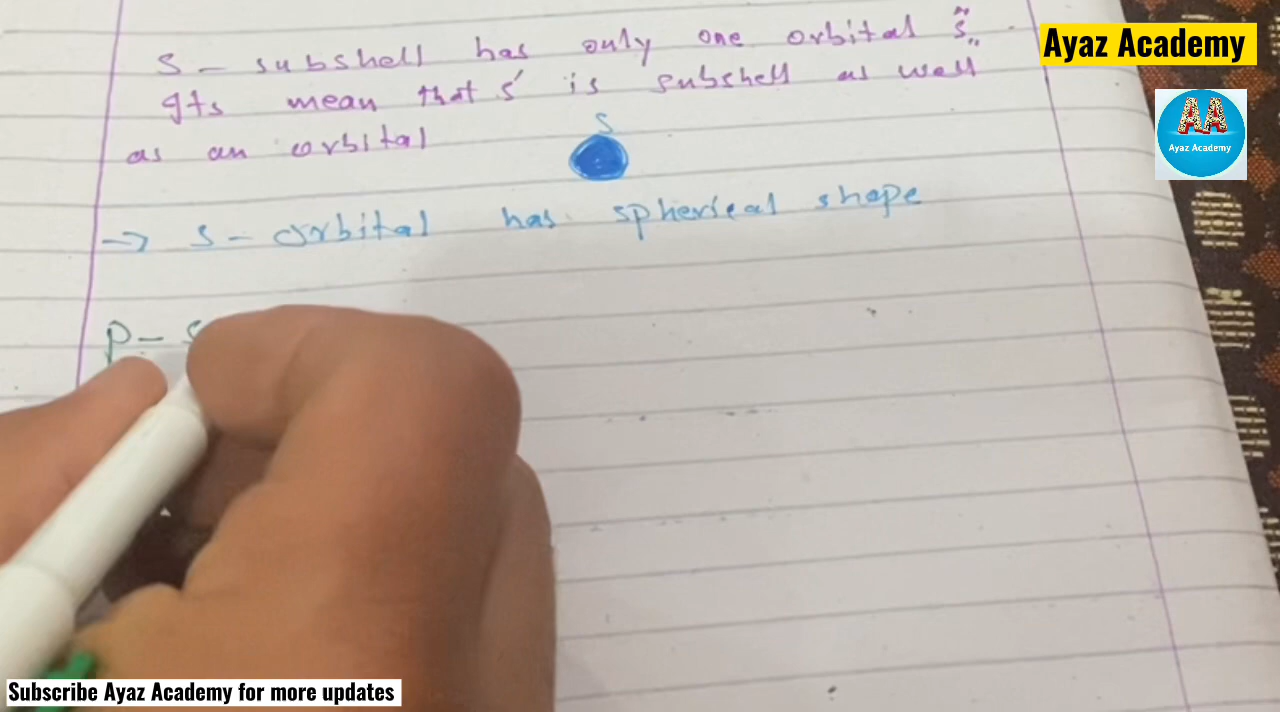 s - subshell has only one orbital "s"
Its mean that s' is subshell as well
as an orbital
s
→ s - orbital has spherical shape
P - s
Ayaz Academy
AA
Ayaz Academy
Subscribe Ayaz Academy for more updates